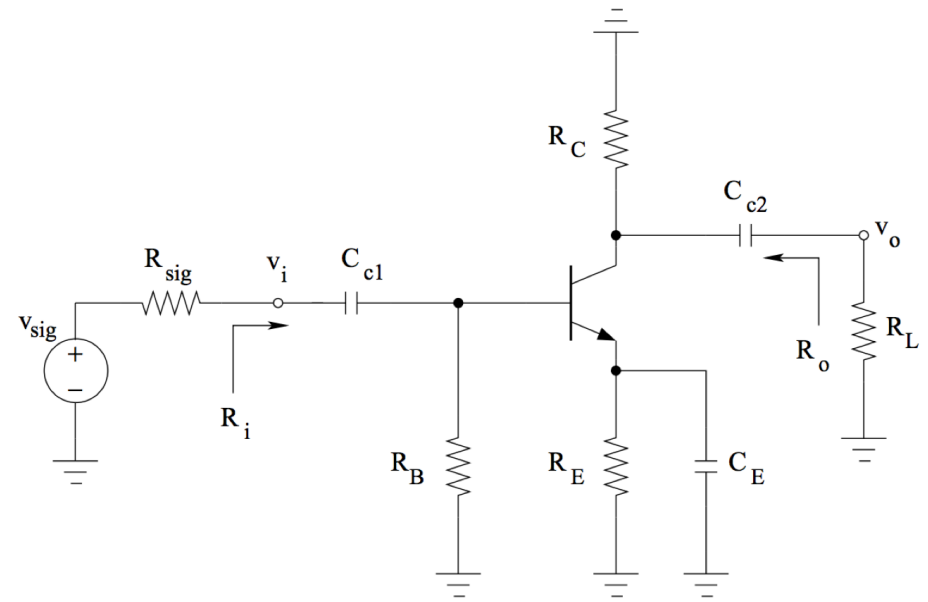 R C
C c2
v o
R sig
v i
C c1
v sig
+
−
R i
R B
R E
C E
R o
R L